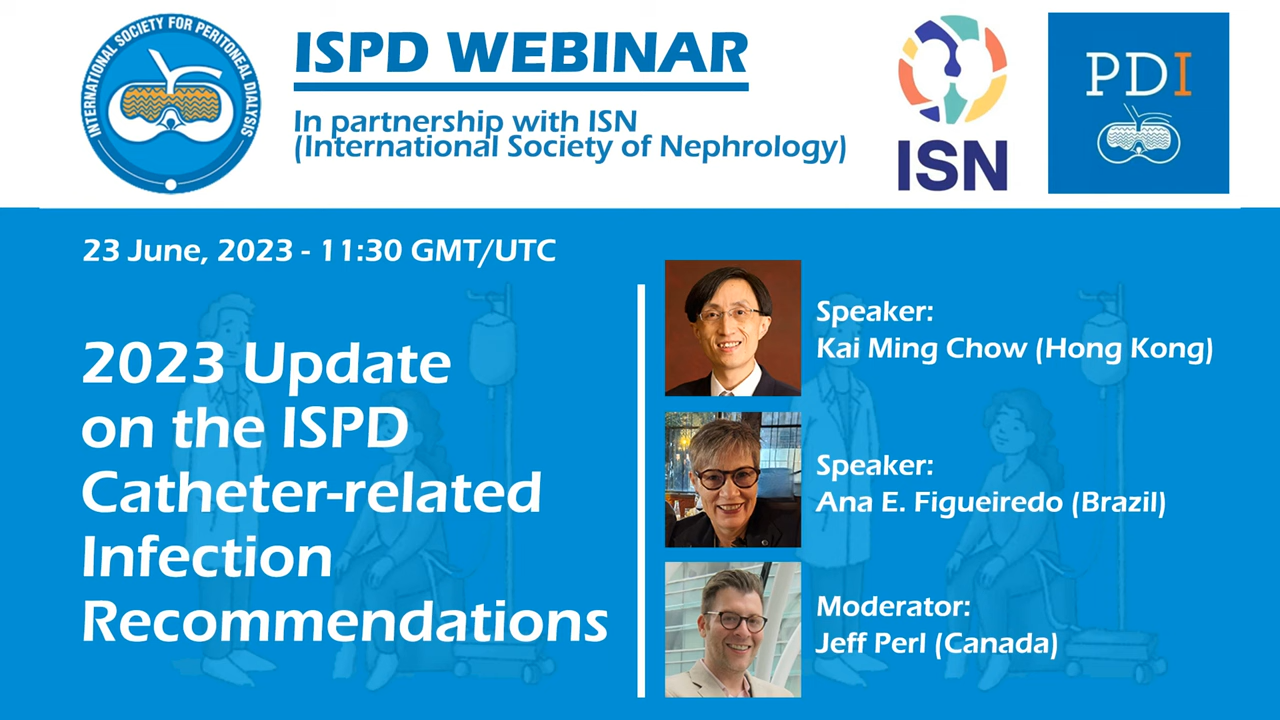 INTERNATIONAL SOCIETY FOR PERITONEAL DIALYSIS
ISPD WEBINAR
In partnership with ISN
(International Society of Nephrology)
ISN
PDI
23 June, 2023 - 11:30 GMT/UTC
2023 Update
on the ISPD
Catheter-related
Infection
Recommendations
Speaker:
Kai Ming Chow (Hong Kong)
Speaker:
Ana E. Figueiredo (Brazil)
Moderator:
Jeff Perl (Canada)